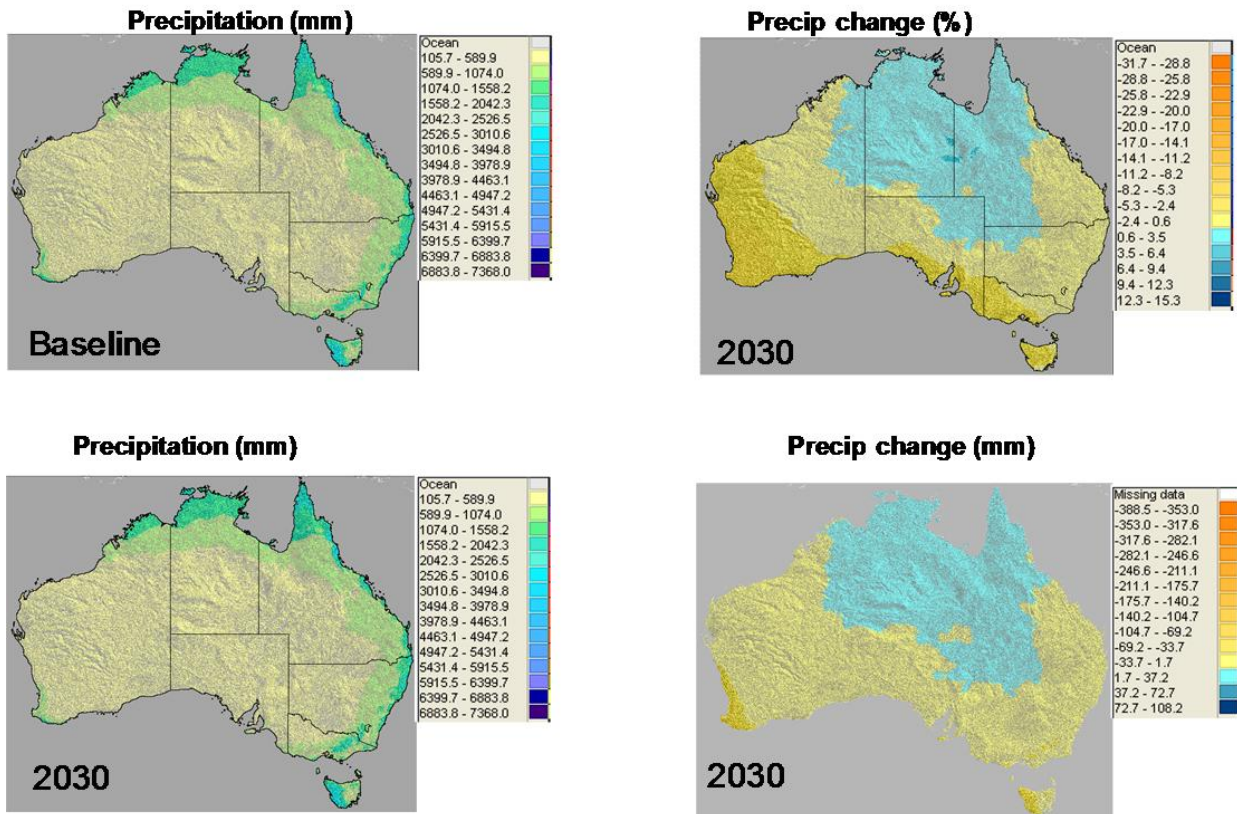 Precipitation (mm)
Ocean
105.7 - 589.9
589.9 - 1074.0
1074.0 - 1558.2
1558.2 - 2042.3
2042.3 - 2526.5
2526.5 - 3010.6
3010.6 - 3494.8
3494.8 - 3978.9
3978.9 - 4463.1
4463.1 - 4947.2
4947.2 - 5431.4
5431.4 - 5915.5
5915.5 - 6399.7
6399.7 - 6883.8
6883.8 - 7368.0
Baseline
Precip change (%)
Ocean
-31.7 - -28.8
-28.8 - -25.8
-25.8 - -22.9
-22.9 - -20.0
-20.0 - -17.0
-17.0 - -14.1
-14.1 - -11.2
-11.2 - -8.2
-8.2 - -5.3
-5.3 - -2.4
-2.4 - 0.6
0.6 - 3.5
3.5 - 6.4
6.4 - 9.4
9.4 - 12.3
12.3 - 15.3
2030
Precipitation (mm)
Ocean
105.7 - 589.9
589.9 - 1074.0
1074.0 - 1558.2
1558.2 - 2042.3
2042.3 - 2526.5
2526.5 - 3010.6
3010.6 - 3494.8
3494.8 - 3978.9
3978.9 - 4463.1
4463.1 - 4947.2
4947.2 - 5431.4
5431.4 - 5915.5
5915.5 - 6399.7
6399.7 - 6883.8
6883.8 - 7368.0
2030
Precip change (mm)
Missing data
-388.5 - -353.0
-353.0 - -317.6
-317.6 - -282.1
-282.1 - -246.6
-246.6 - -211.1
-211.1 - -175.7
-175.7 - -140.2
-140.2 - -104.7
-104.7 - -69.2
-69.2 - -33.7
-33.7 - 1.7
1.7 - 37.2
37.2 - 72.7
72.7 - 108.2
2030